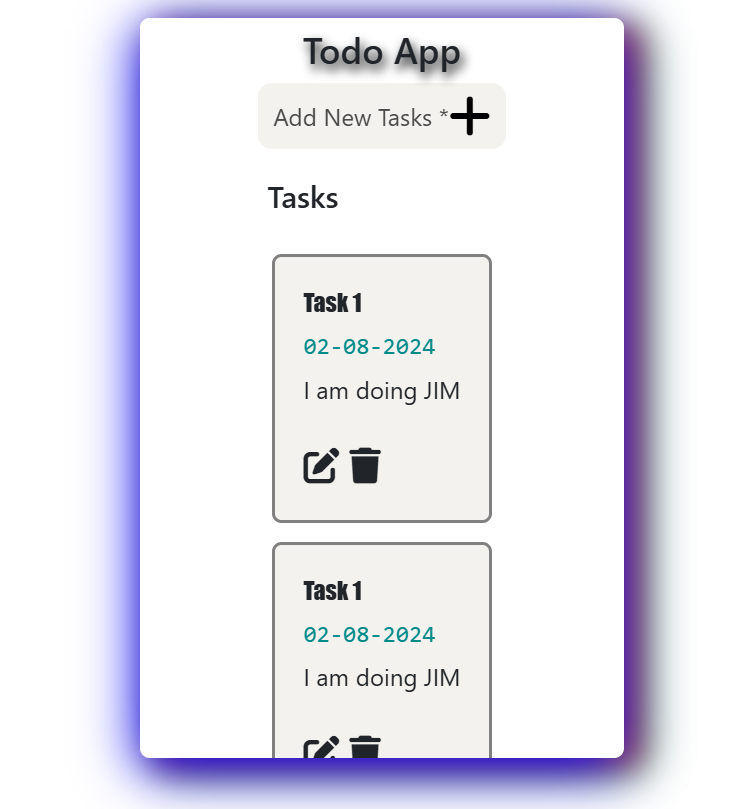 Todo App
Add New Tasks *
Tasks
Task 1
02-08-2024
I am doing JIM
Task 1
02-08-2024
I am doing JIM